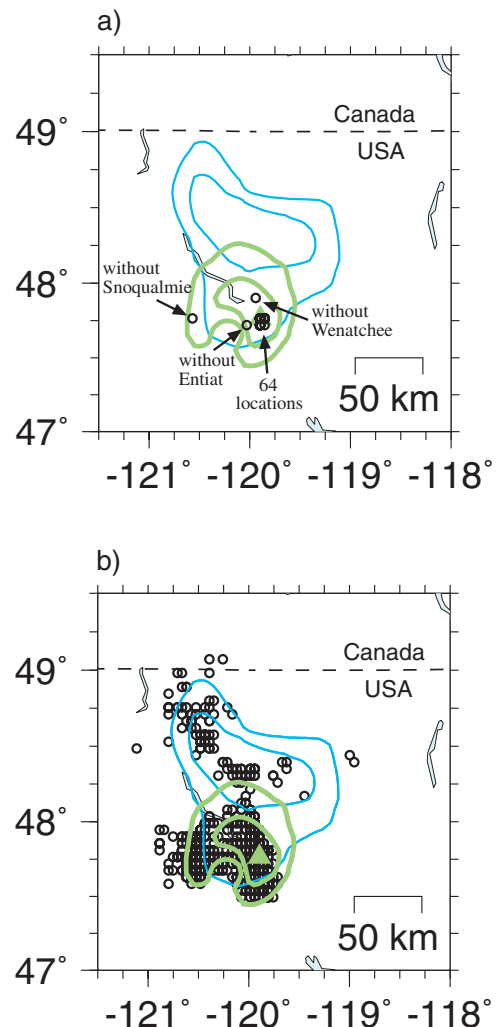 a)
49˚
Canada
USA
without
Snoqualmie
48˚
without
Wenatchee
without
Entiat
64
locations
50 km
47˚
-121˚ -120˚ -119˚ -118˚
b)
49˚
Canada
USA
48˚
50 km
47˚
-121˚ -120˚ -119˚ -118˚